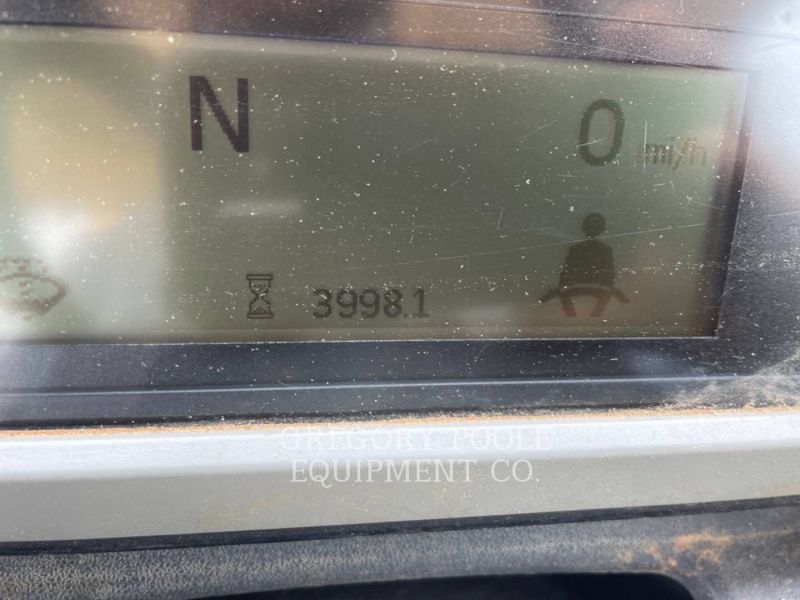 N 0 mi/h
3998.1
GREGORY POOLE
EQUIPMENT CO.